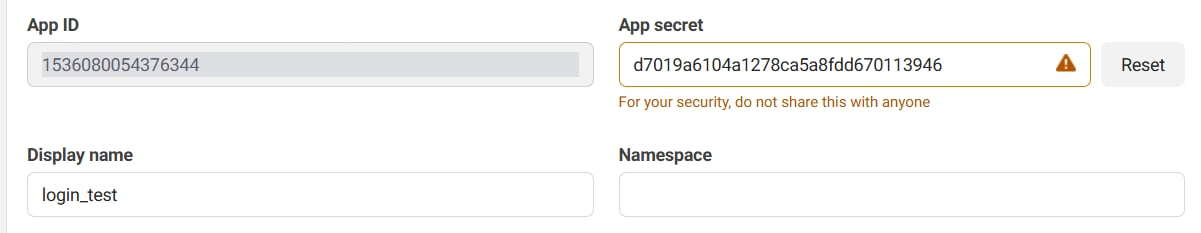 App ID
1536080054376344
App secret
d7019a6104a1278ca5a8fdd670113946
Reset
For your security, do not share this with anyone
Display name
login_test
Namespace